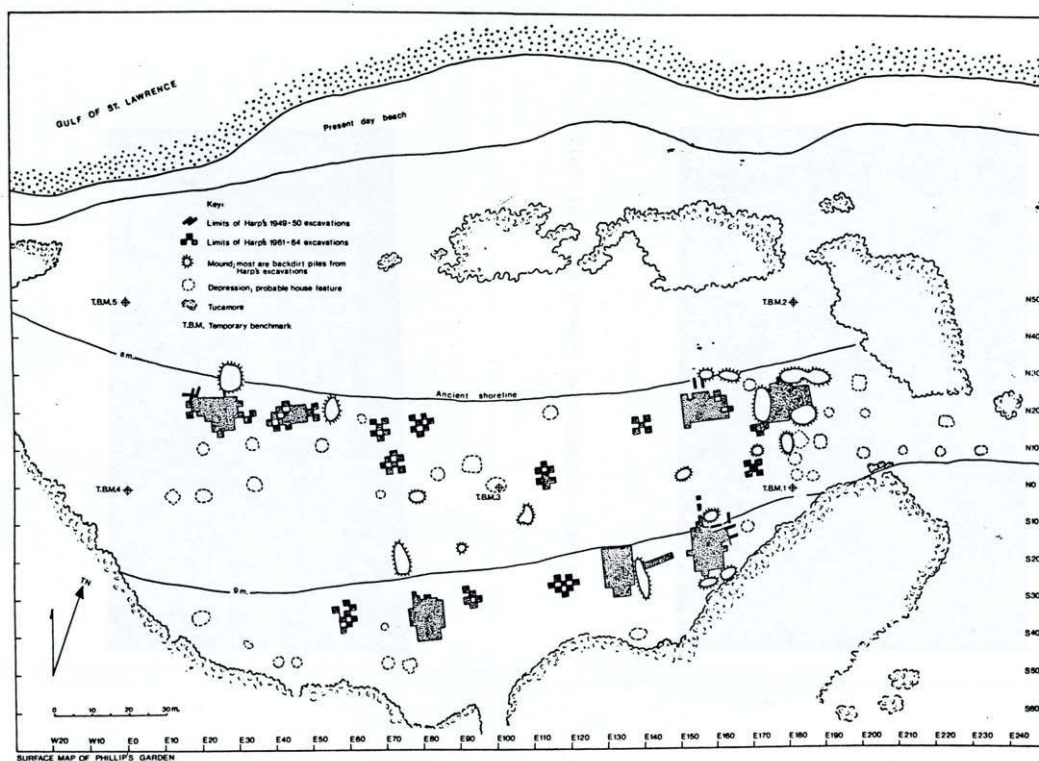 GULF OF ST. LAWRENCE
Present day beach
Key:
Limits of Harp's 1949-50 excavations
Limits of Harp's 1961-64 excavations
Mound; most are backdirt piles from
Harp's excavations
Depression, probable house feature
Tucamore
T.B.M. Temporary benchmark
T.B.M.5
T.B.M.2
8m.
Ancient shoreline
T.B.M.4
T.B.M.3
T.B.M.1
9m.
TN
0 10 20 30m.
N50
N40
N30
N20
N10
N0
S10
S20
S30
S40
S50
S60
W20 W10 E0 E10 E20 E30 E40 E50 E60 E70 E80 E90 E100 E110 E120 E130 E140 E150 E160 E170 E180 E190 E200 E210 E220 E230 E240
SURFACE MAP OF PHILLIP'S GARDEN